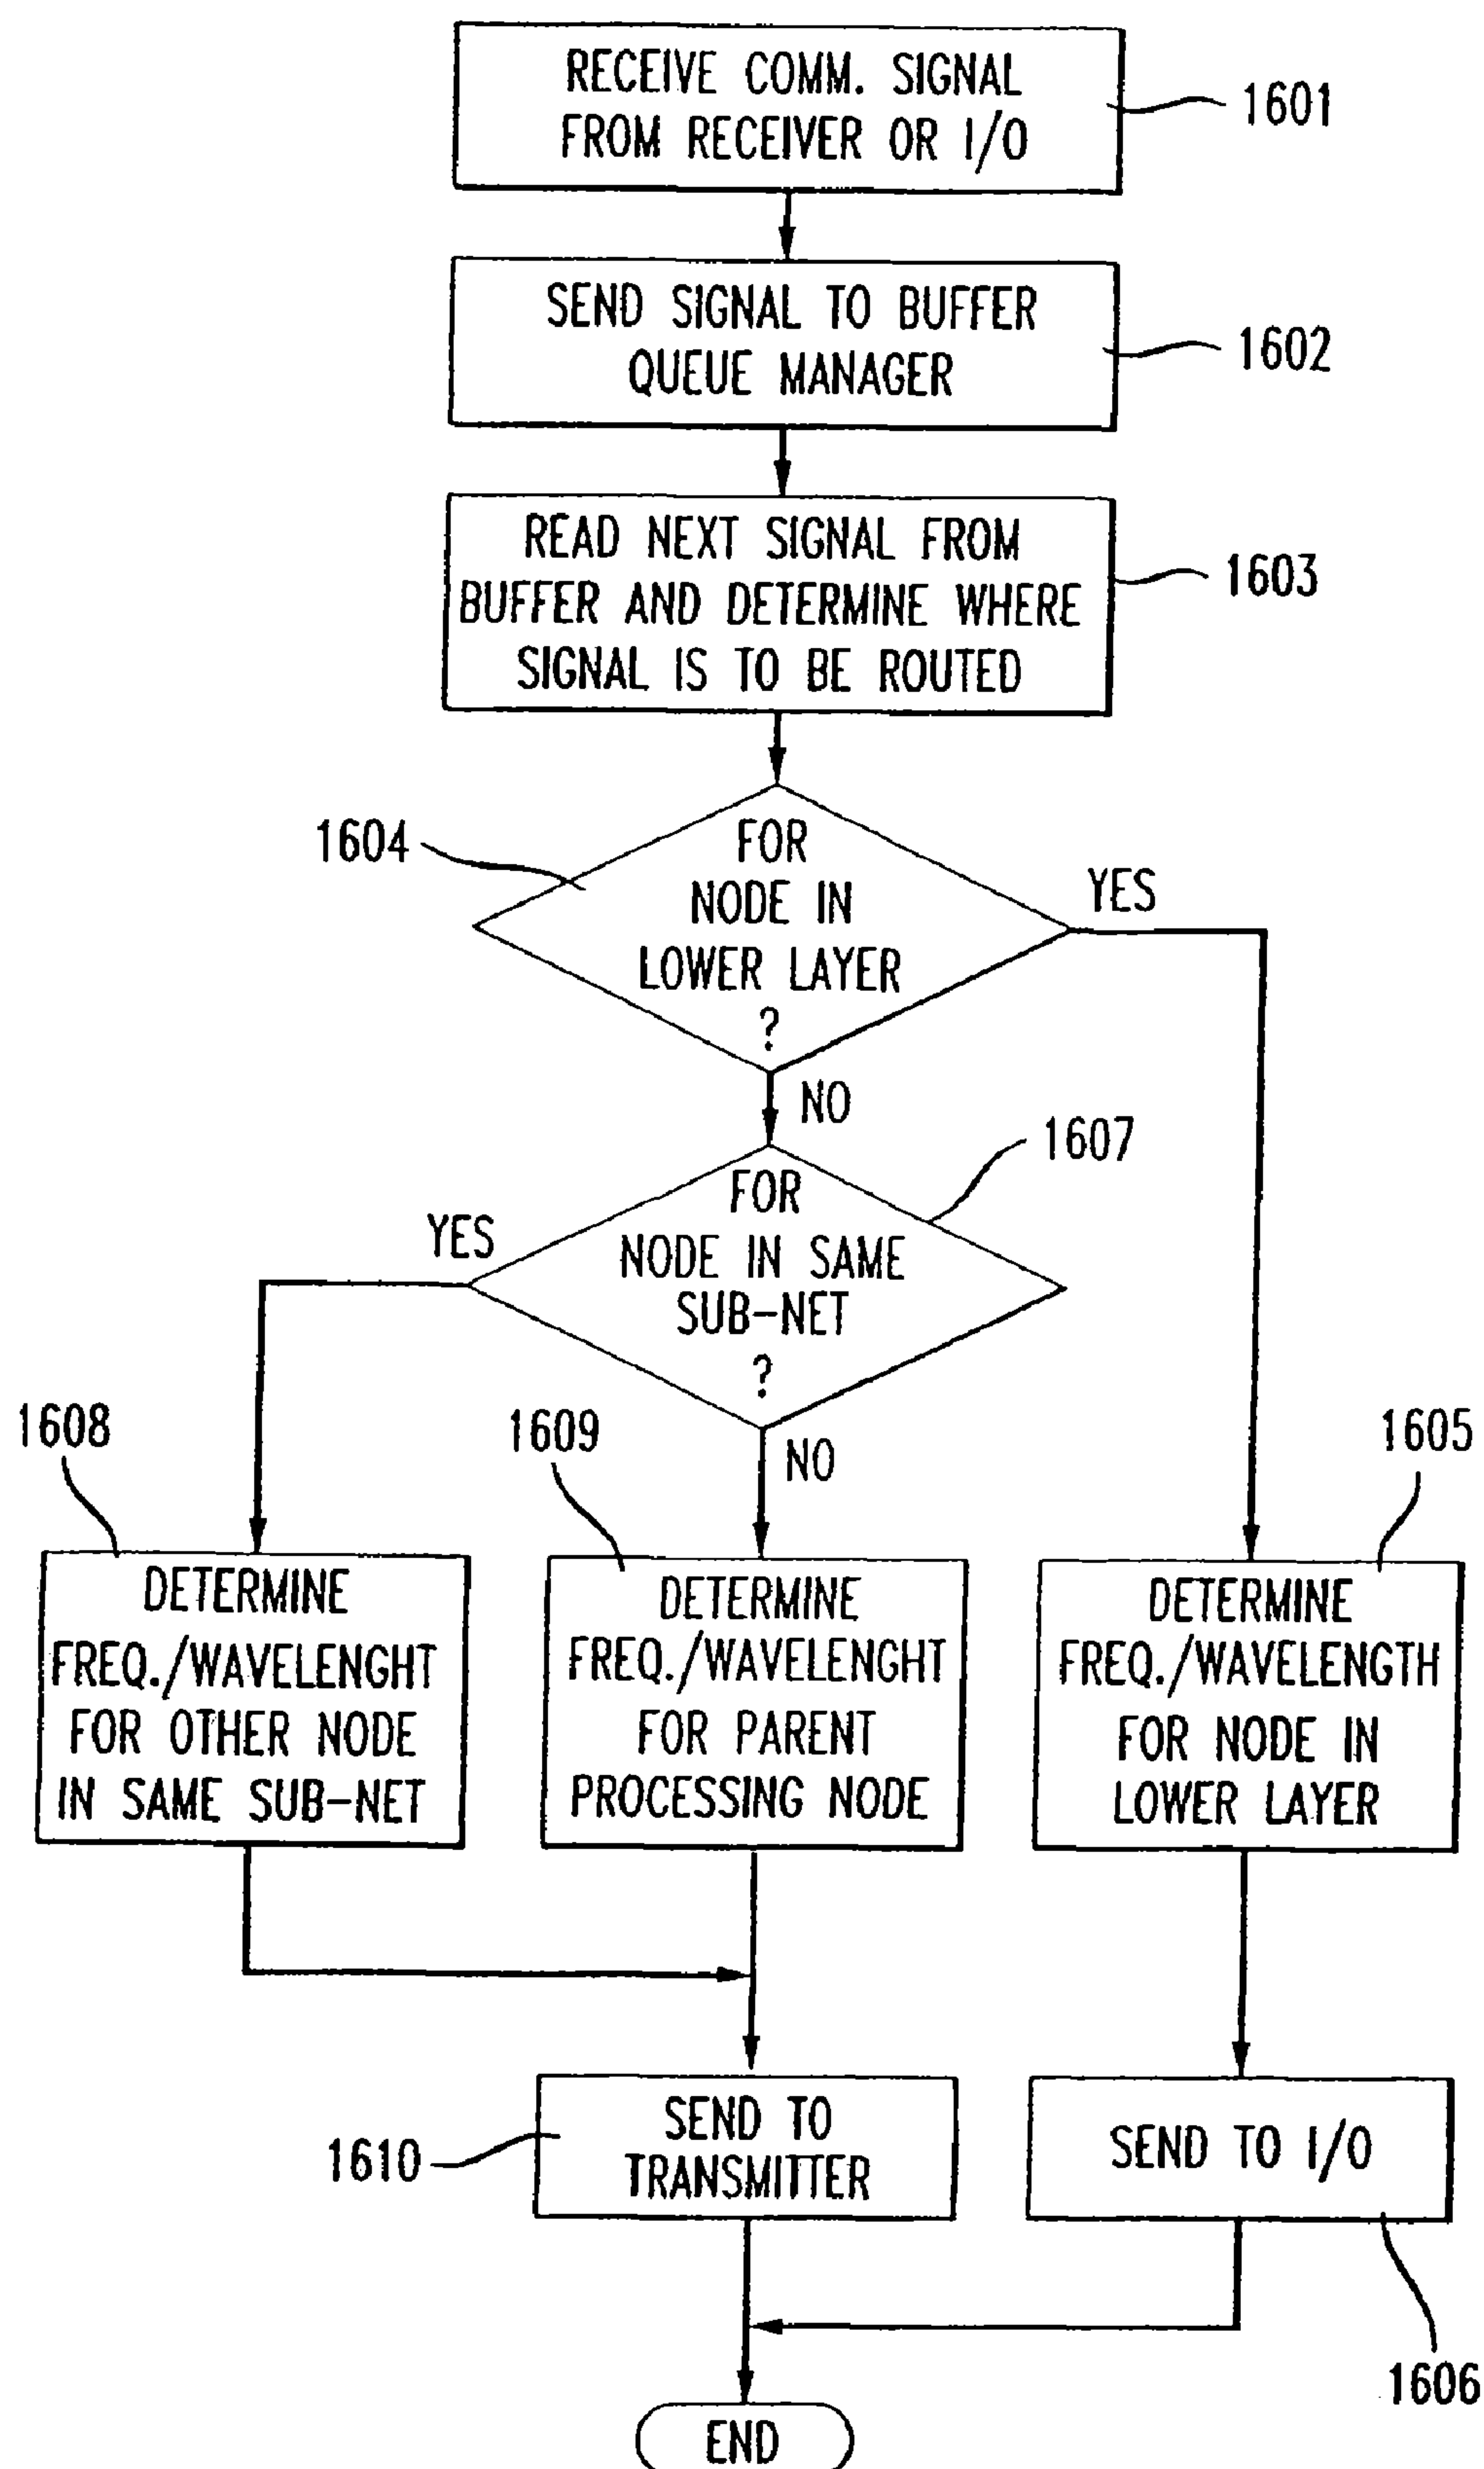 RECEIVE COMM. SIGNAL
FROM RECEIVER OR I/O
1601
SEND SIGNAL TO BUFFER
QUEUE MANAGER
1602
READ NEXT SIGNAL FROM
BUFFER AND DETERMINE WHERE
SIGNAL IS TO BE ROUTED
1603
1604
FOR
NODE IN
LOWER LAYER
?
YES
NO
1607
FOR
NODE IN SAME
SUB-NET
?
YES
NO
1608
DETERMINE
FREQ./WAVELENGHT
FOR OTHER NODE
IN SAME SUB-NET
1609
DETERMINE
FREQ./WAVELENGHT
FOR PARENT
PROCESSING NODE
1605
DETERMINE
FREQ./WAVELENGTH
FOR NODE IN
LOWER LAYER
1610
SEND TO
TRANSMITTER
SEND TO I/O
1606
END